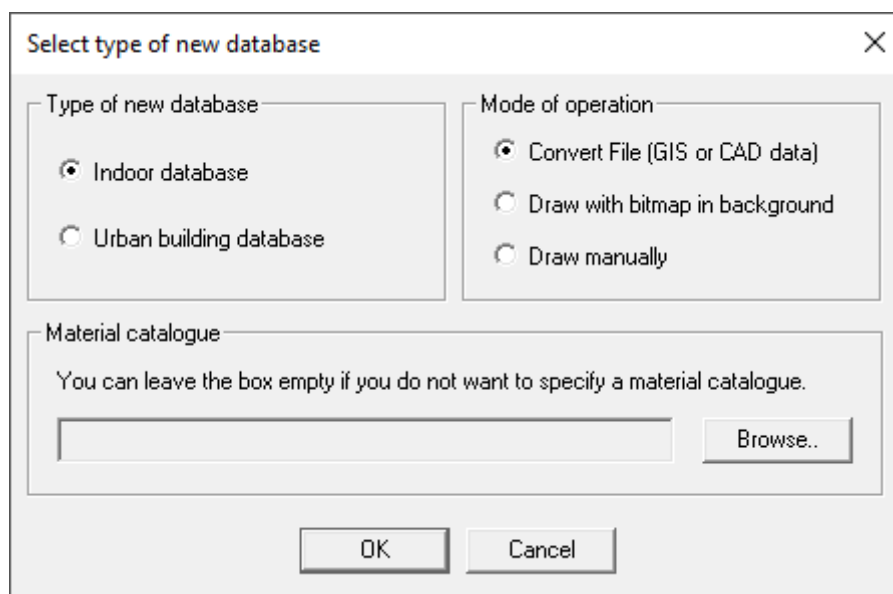 Select type of new database
Type of new database
Indoor database
Urban building database
Mode of operation
Convert File (GIS or CAD data)
Draw with bitmap in background
Draw manually
Material catalogue
You can leave the box empty if you do not want to specify a material catalogue.
Browse..
OK
Cancel